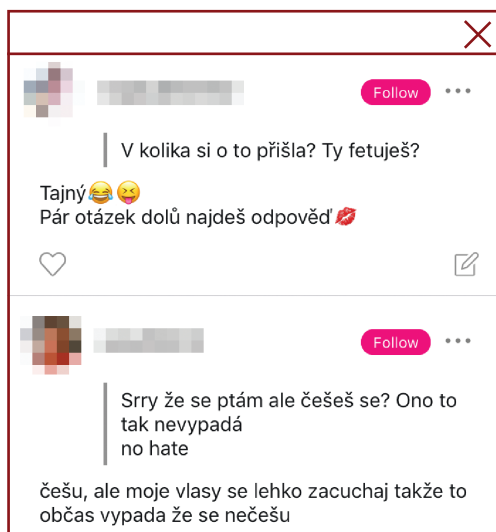 Follow
V kolika si o to přišla? Ty fetuješ?
Tajný😂😝
Pár otázek dolů najdeš odpověď💋
Follow
Srry že se ptám ale češeš se? Ono to
tak nevypadá
no hate
češu, ale moje vlasy se lehko zacuchaj takže to
občas vypada že se nečešu